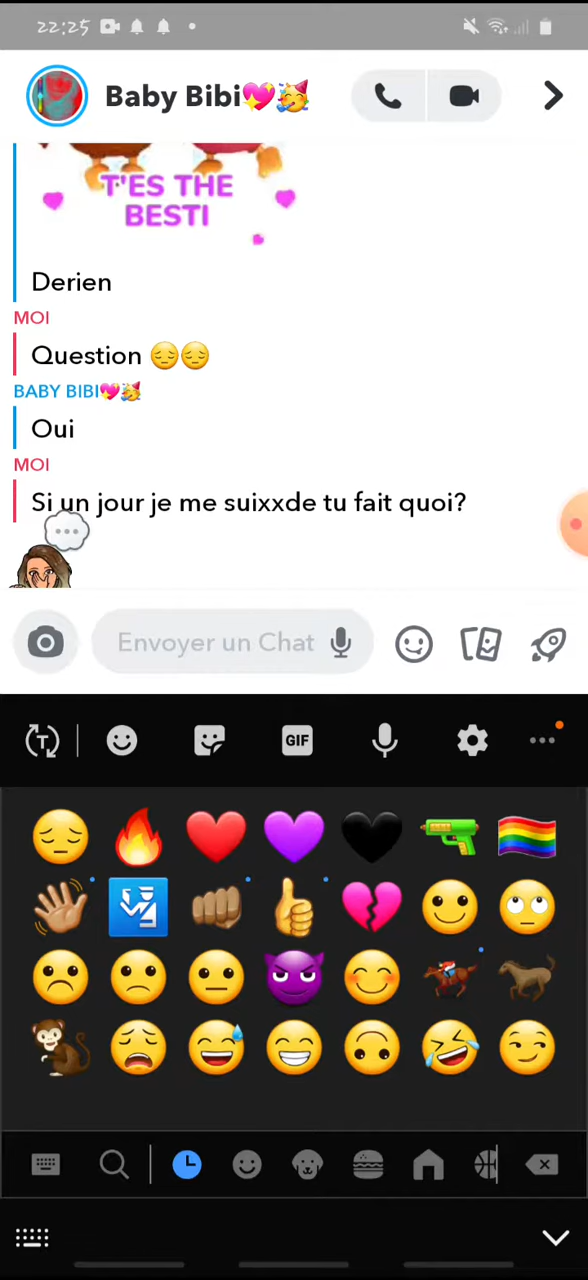 22:25
Baby Bibi💖🥳
T'ES THE
BESTI
Derien
MOI
Question 😔😔
BABY BIBI💖🥳
Oui
MOI
Si un jour je me suixxde tu fait quoi?
Envoyer un Chat
T
GIF